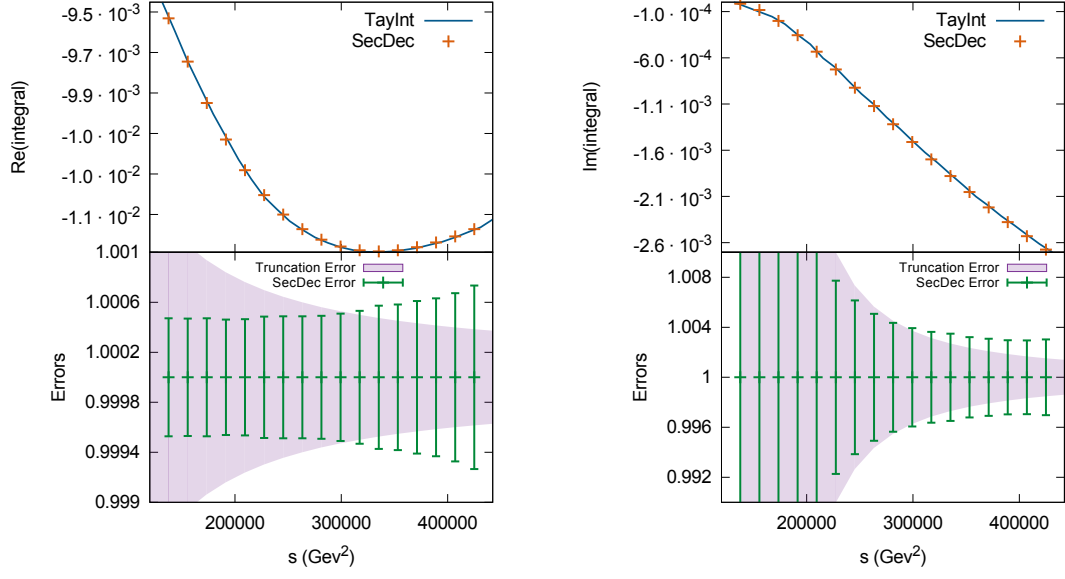 TayInt
SecDec
Re(integral)
-9.5 · 10⁻³
-9.7 · 10⁻³
-9.9 · 10⁻³
-1.0 · 10⁻²
-1.0 · 10⁻²
-1.1 · 10⁻²
1.001
Truncation Error
SecDec Error
Errors
1.001
1.0006
1.0002
0.9998
0.9994
0.999
200000 300000 400000
s (Gev²)
TayInt
SecDec
Im(integral)
-1.0 · 10⁻⁴
-6.0 · 10⁻⁴
-1.1 · 10⁻³
-1.6 · 10⁻³
-2.1 · 10⁻³
-2.6 · 10⁻³
Truncation Error
SecDec Error
Errors
1.008
1.004
1
0.996
0.992
200000 300000 400000
s (Gev²)